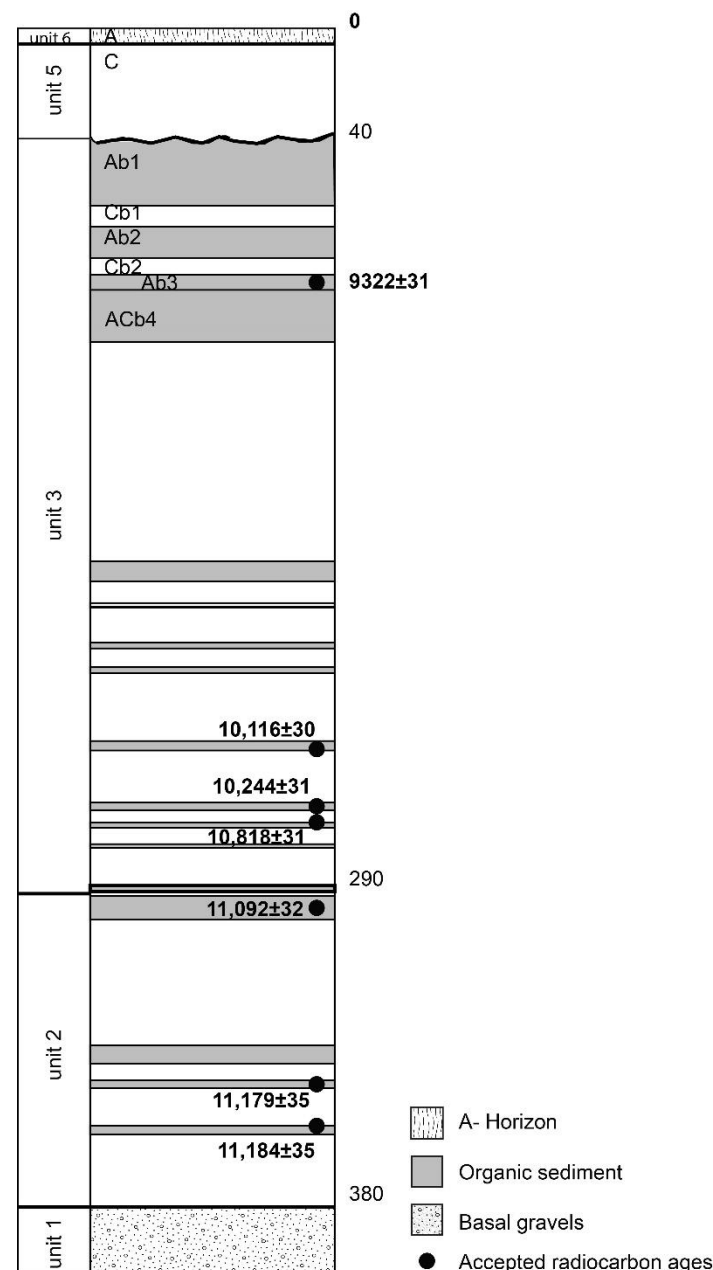 0
unit 6
A
unit 5
C
40
Ab1
Cb1
Ab2
Cb2
Ab3
9322±31
ACb4
unit 3
10,116±30
10,244±31
10,818±31
290
11,092±32
unit 2
11,179±35
11,184±35
380
unit 1
A- Horizon
Organic sediment
Basal gravels
Accepted radiocarbon ages